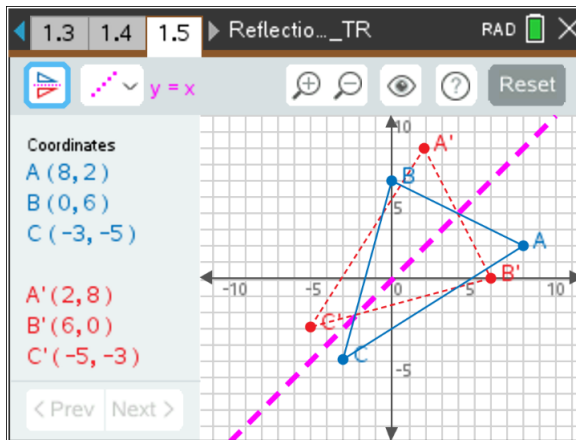 1.3 1.4 1.5 Reflectio..._TR RAD
y = x ? Reset
Coordinates
A (8,2)
B (0,6)
C (-3,-5)
A'(2,8)
B'(6,0)
C'(-5,-3)
< Prev Next >
10
A'
B
5
A
-10 -5 0 5 10
B'
C'
C
-5